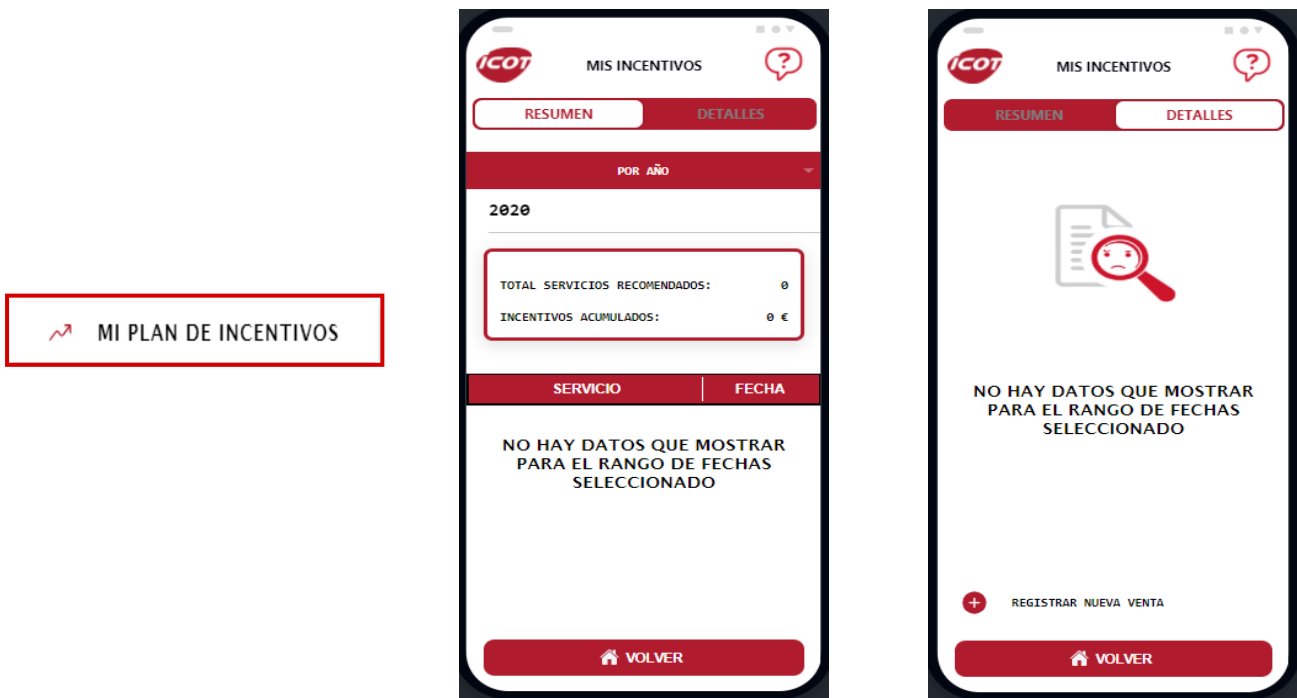 MI PLAN DE INCENTIVOS
icot
MIS INCENTIVOS
?
RESUMEN
DETALLES
POR AÑO
2020
TOTAL SERVICIOS RECOMENDADOS: 0
INCENTIVOS ACUMULADOS: 0 €
SERVICIO
FECHA
NO HAY DATOS QUE MOSTRAR
PARA EL RANGO DE FECHAS
SELECCIONADO
VOLVER
icot
MIS INCENTIVOS
?
RESUMEN
DETALLES
NO HAY DATOS QUE MOSTRAR
PARA EL RANGO DE FECHAS
SELECCIONADO
+ REGISTRAR NUEVA VENTA
VOLVER